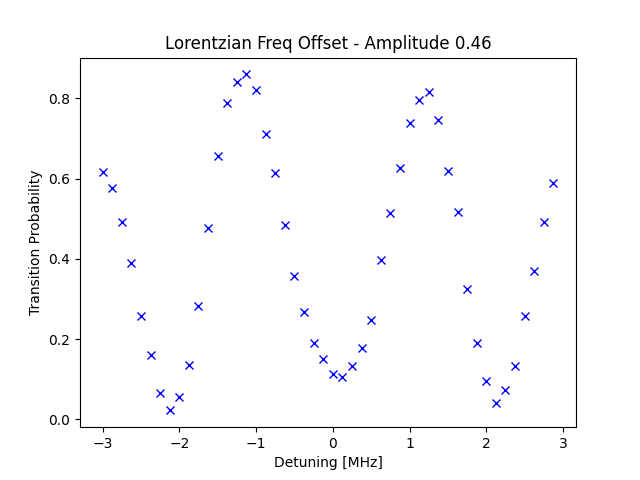 Lorentzian Freq Offset - Amplitude 0.46
Transition Probability
0.8
0.6
0.4
0.2
0.0
−3 −2 −1 0 1 2 3
Detuning [MHz]